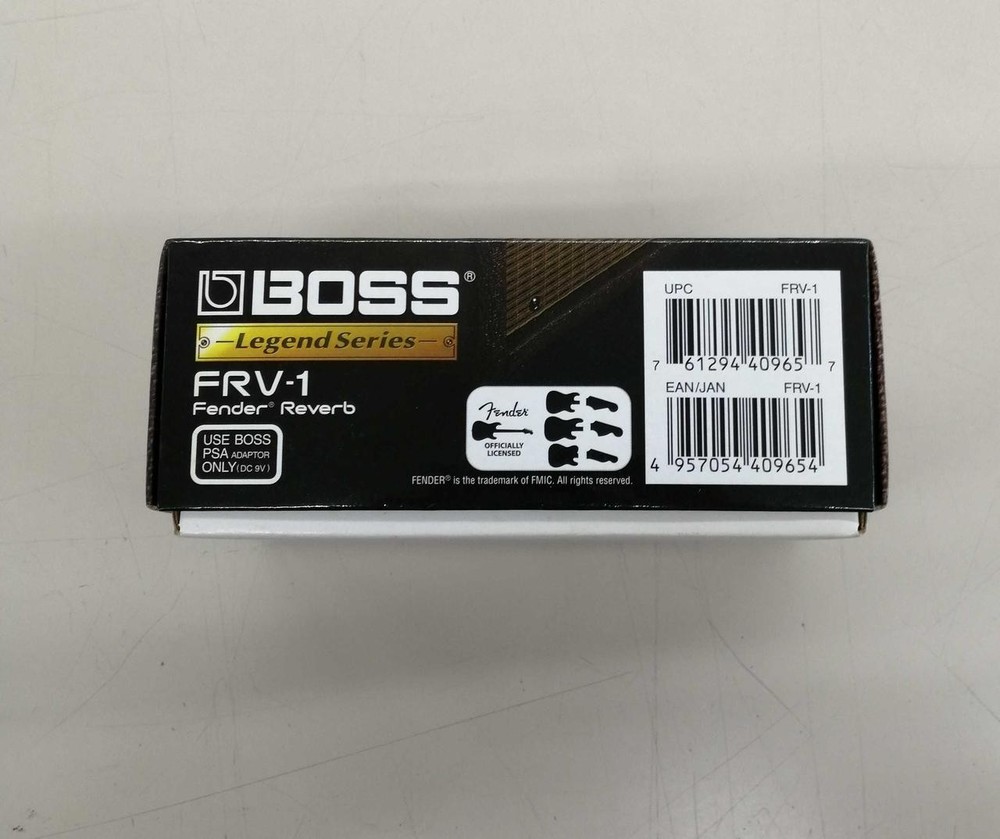 BOSS®
Legend Series
FRV-1
Fender® Reverb
USE BOSS
PSA ADAPTOR
ONLY (DC 9V)
Fender
OFFICIALLY
LICENSED
FENDER® is the trademark of FMIC. All rights reserved.
UPC FRV-1
7 61294 40965 7
EAN/JAN FRV-1
4 957054 409654